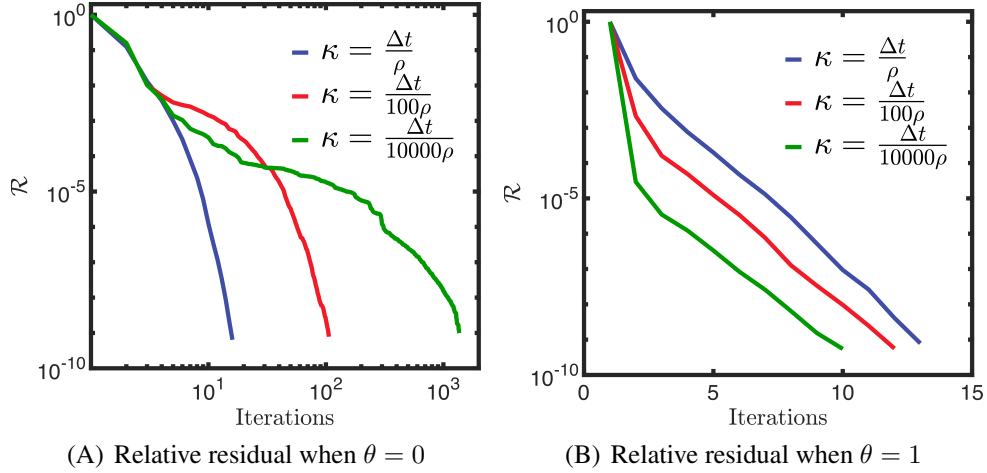 10^0
10^-5
10^-10
R
κ = Δt/ρ
κ = Δt/100ρ
κ = Δt/10000ρ
10^1
10^2
10^3
Iterations
(A) Relative residual when θ = 0
10^0
10^-5
10^-10
R
κ = Δt/ρ
κ = Δt/100ρ
κ = Δt/10000ρ
0
5
10
15
Iterations
(B) Relative residual when θ = 1